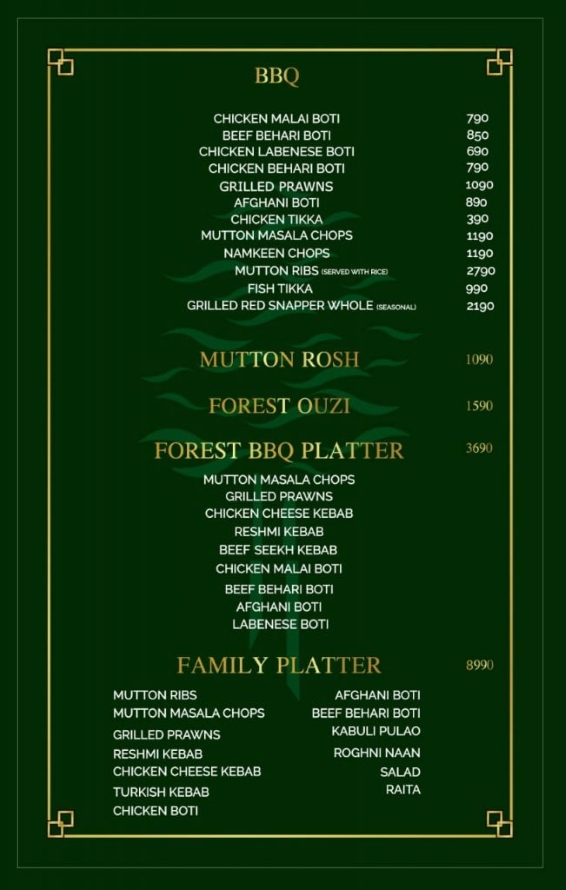 BBQ
CHICKEN MALAI BOTI 790
BEEF BEHARI BOTI 850
CHICKEN LABENESE BOTI 690
CHICKEN BEHARI BOTI 790
GRILLED PRAWNS 1090
AFGHANI BOTI 890
CHICKEN TIKKA 390
MUTTON MASALA CHOPS 1190
NAMKEEN CHOPS 1190
MUTTON RIBS (SERVED WITH RICE) 2790
FISH TIKKA 990
GRILLED RED SNAPPER WHOLE (SEASONAL) 2190
MUTTON ROSH 1090
FOREST OUZI 1590
FOREST BBQ PLATTER 3690
MUTTON MASALA CHOPS
GRILLED PRAWNS
CHICKEN CHEESE KEBAB
RESHMI KEBAB
BEEF SEEKH KEBAB
CHICKEN MALAI BOTI
BEEF BEHARI BOTI
AFGHANI BOTI
LABENESE BOTI
FAMILY PLATTER 8990
MUTTON RIBS
MUTTON MASALA CHOPS
GRILLED PRAWNS
RESHMI KEBAB
CHICKEN CHEESE KEBAB
TURKISH KEBAB
CHICKEN BOTI
AFGHANI BOTI
BEEF BEHARI BOTI
KABULI PULAO
ROGHNI NAAN
SALAD
RAITA